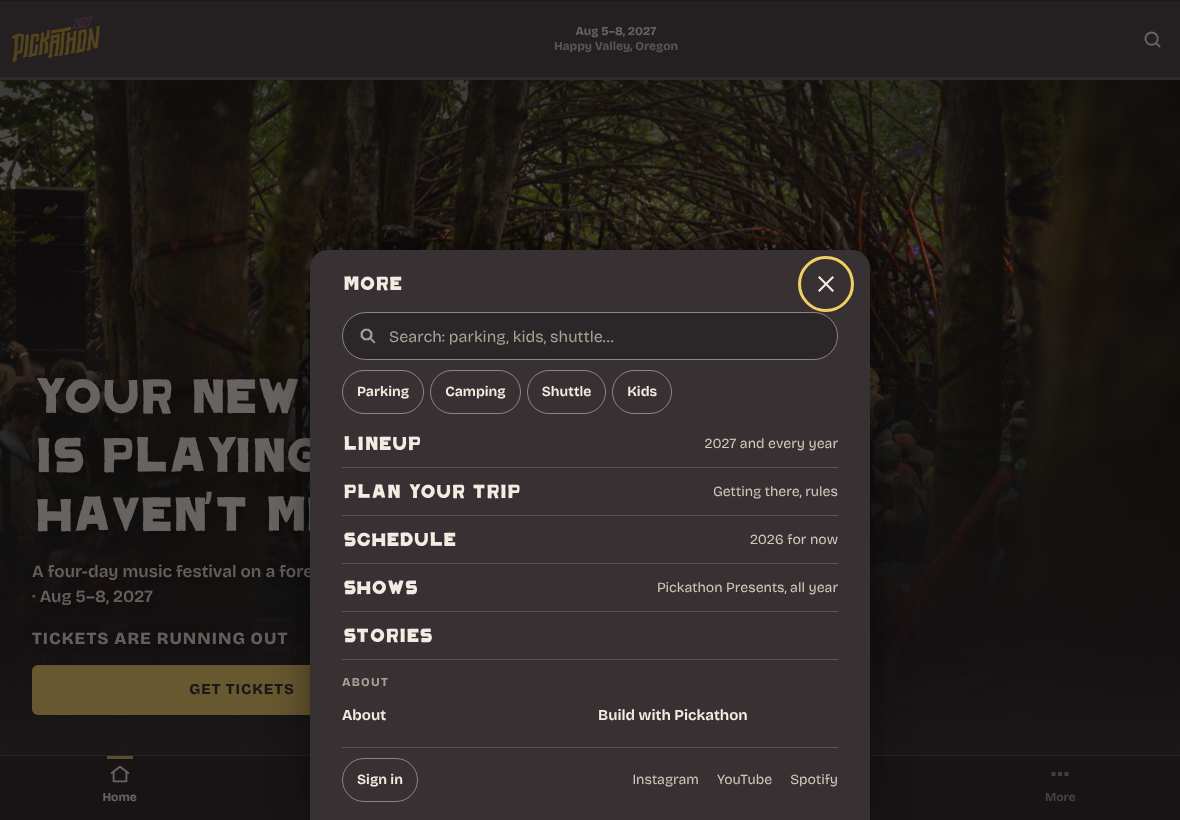 PICKATHON
Aug 5–8, 2027
Happy Valley, Oregon
MORE
Search: parking, kids, shuttle...
Parking
Camping
Shuttle
Kids
LINEUP
2027 and every year
PLAN YOUR TRIP
Getting there, rules
SCHEDULE
2026 for now
SHOWS
Pickathon Presents, all year
STORIES
ABOUT
About
Build with Pickathon
Sign in
Instagram
YouTube
Spotify
YOUR NEW
IS PLAYING
HAVEN'T
A four-day music festival on a
· Aug 5–8, 2027
TICKETS ARE RUNNING OUT
GET TICKETS
Home
More